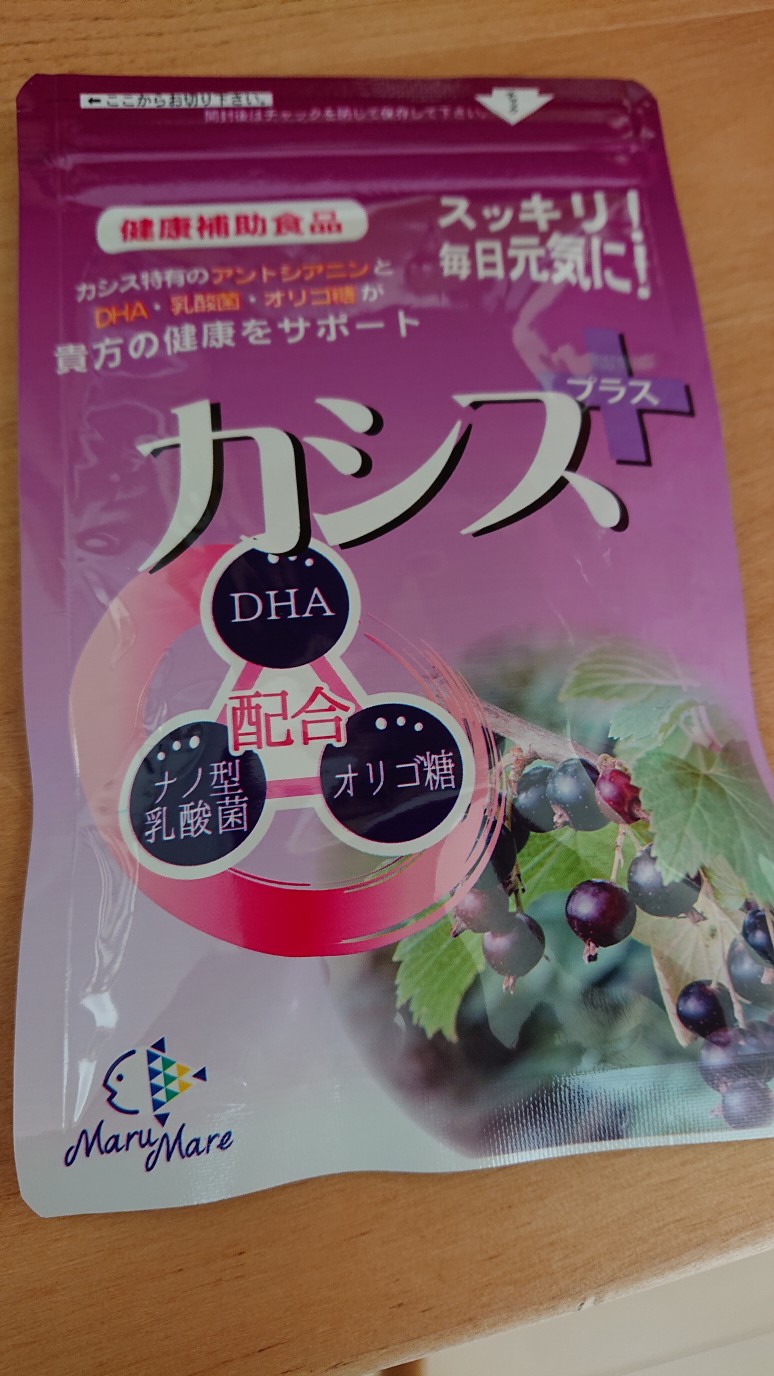 ←ここからお切り下さい。
開封後はチャックを閉じて保存して下さい。
健康補助食品
スッキリ!
毎日元気に!
カシス特有のアントシアニンと
DHA・乳酸菌・オリゴ糖が
貴方の健康をサポート
カシス
プラス
DHA
配合
ナノ型
乳酸菌
オリゴ糖
Maru Mare